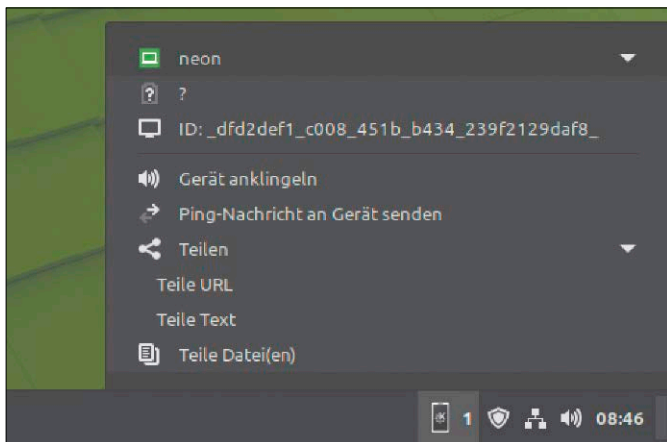 neon
?
ID: _dfd2def1_c008_451b_b434_239f2129daf8_
Gerät anklingeln
Ping-Nachricht an Gerät senden
Teilen
Teile URL
Teile Text
Teile Datei(en)
1 08:46